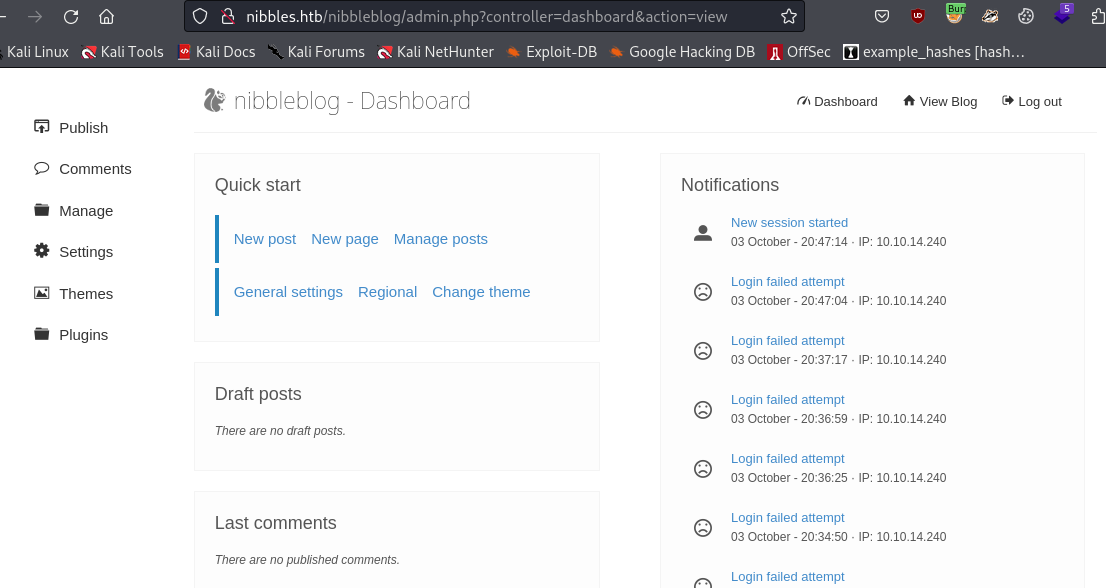 nibbles.htb/nibbleblog/admin.php?controller=dashboard&action=view
Burr
5
Kali Linux Kali Tools Kali Docs Kali Forums Kali NetHunter Exploit-DB Google Hacking DB OffSec example_hashes [hash…
nibbleblog - Dashboard
Dashboard View Blog Log out
Publish
Comments
Manage
Settings
Themes
Plugins
Quick start
New post New page Manage posts
General settings Regional Change theme
Draft posts
There are no draft posts.
Last comments
There are no published comments.
Notifications
New session started
03 October - 20:47:14 · IP: 10.10.14.240
Login failed attempt
03 October - 20:47:04 · IP: 10.10.14.240
Login failed attempt
03 October - 20:37:17 · IP: 10.10.14.240
Login failed attempt
03 October - 20:36:59 · IP: 10.10.14.240
Login failed attempt
03 October - 20:36:25 · IP: 10.10.14.240
Login failed attempt
03 October - 20:34:50 · IP: 10.10.14.240
Login failed attempt